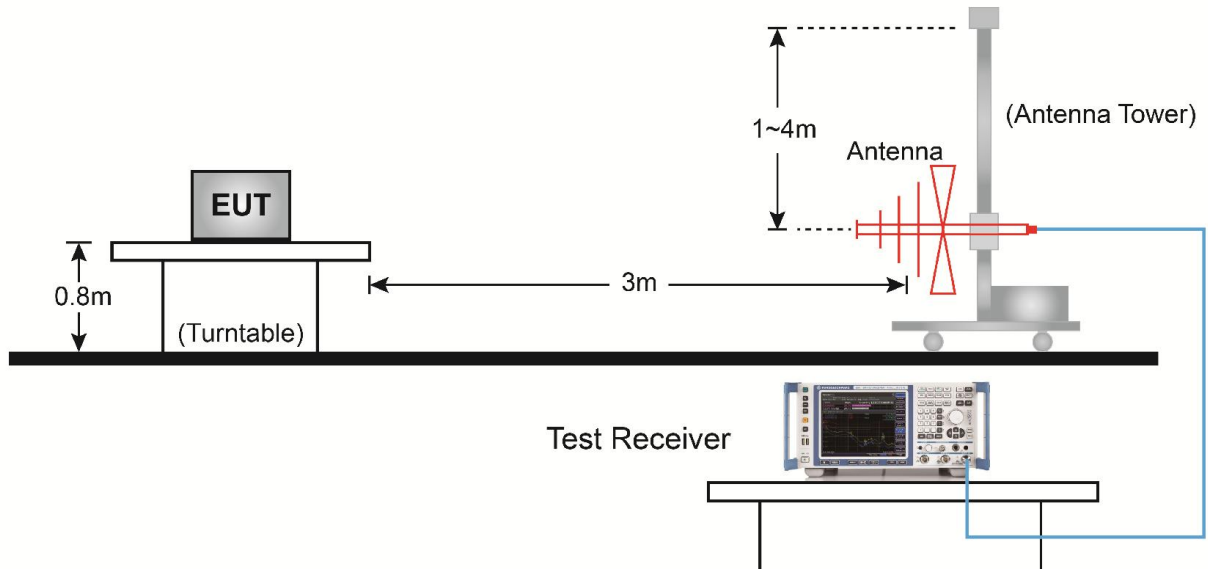 1~4m
(Antenna Tower)
Antenna
EUT
0.8m
3m
(Turntable)
Test Receiver